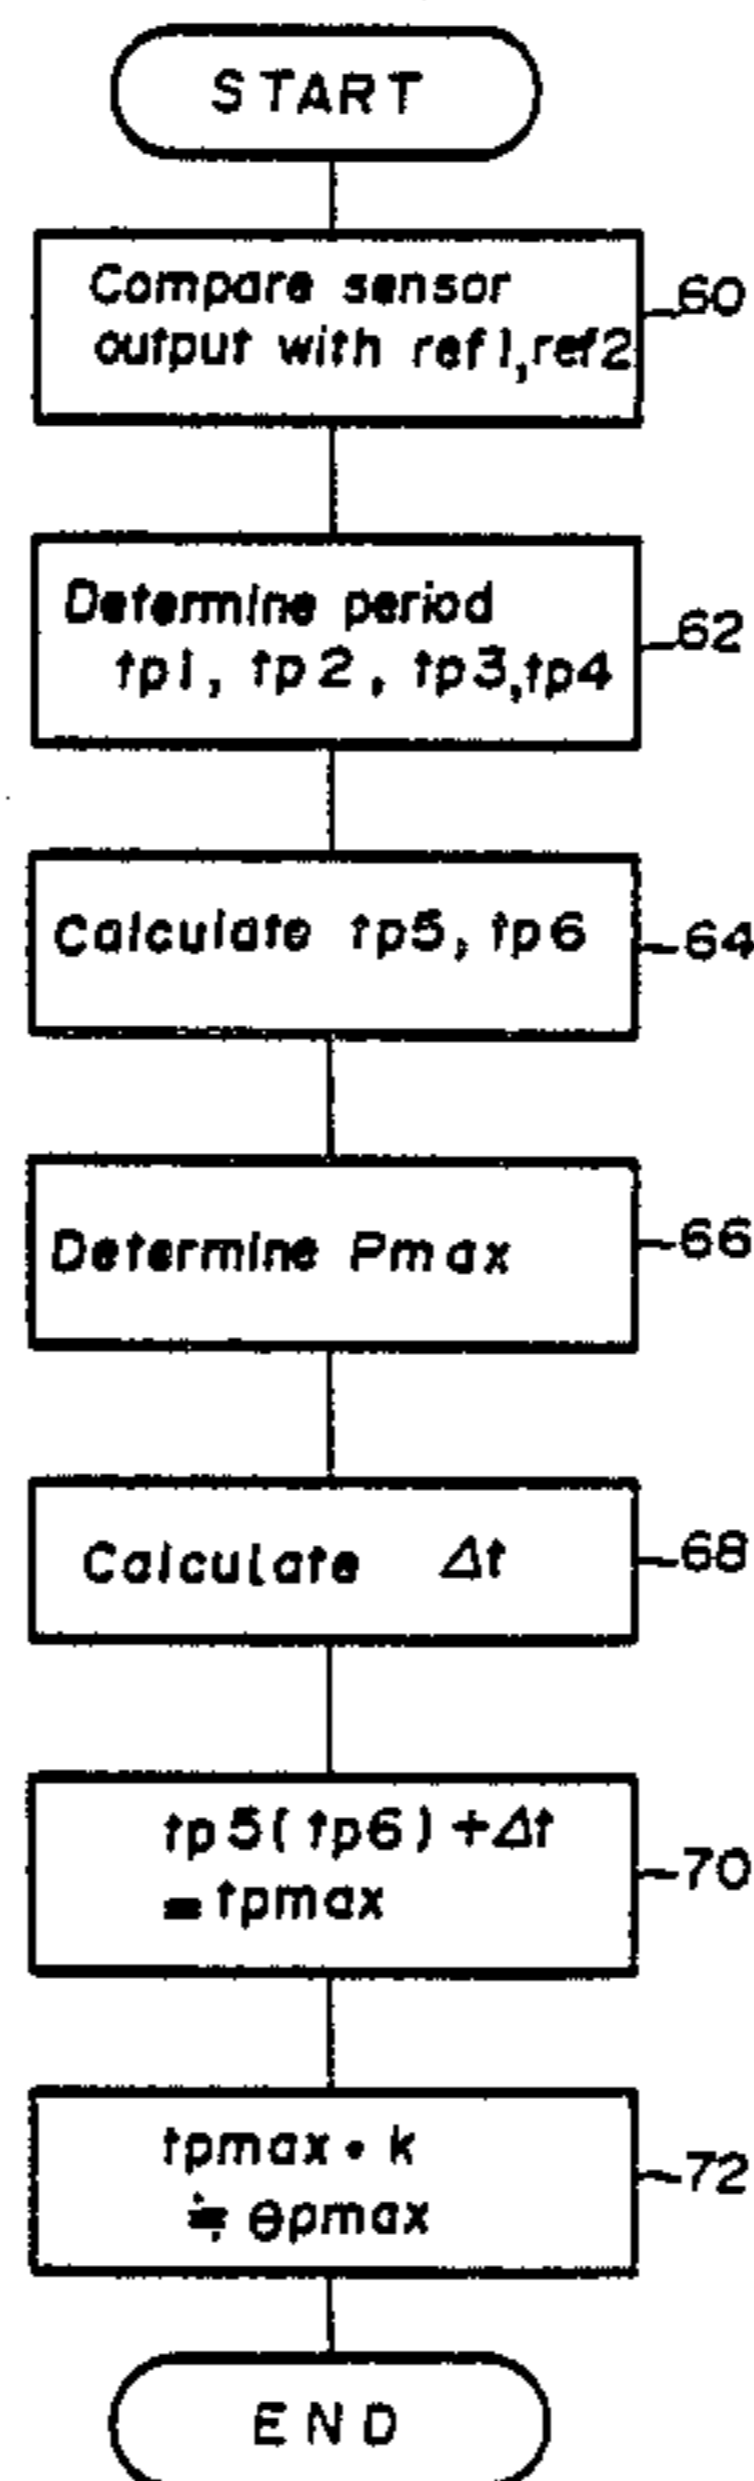 START
Compare sensor
output with ref1,ref2
60
Determine period
tp1, tp2, tp3,tp4
62
Calculate tp5, tp6
64
Determine Pmax
66
Calculate Δt
68
tp5(tp6)+Δt
=tpmax
70
tpmax•k
≒ θpmax
72
END